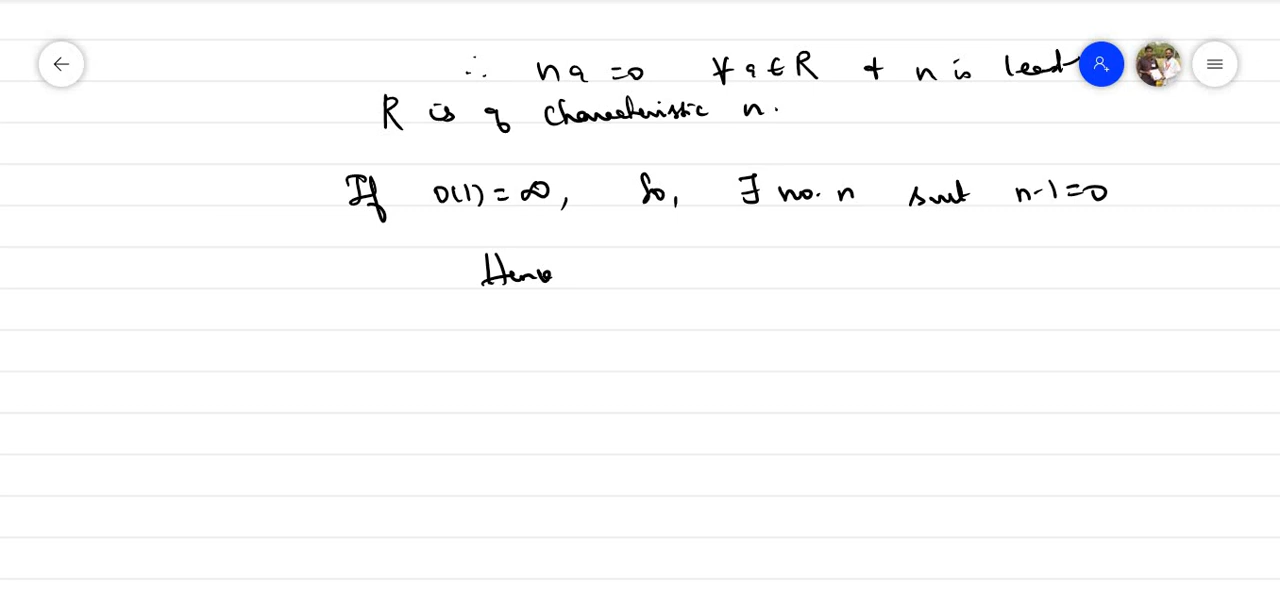 ∴ na = 0 ∀ a ∈ R + n is least
R is of characteristic n.
If O(1) = ∞, So, ∃ no. n such n·1 = 0
Hence